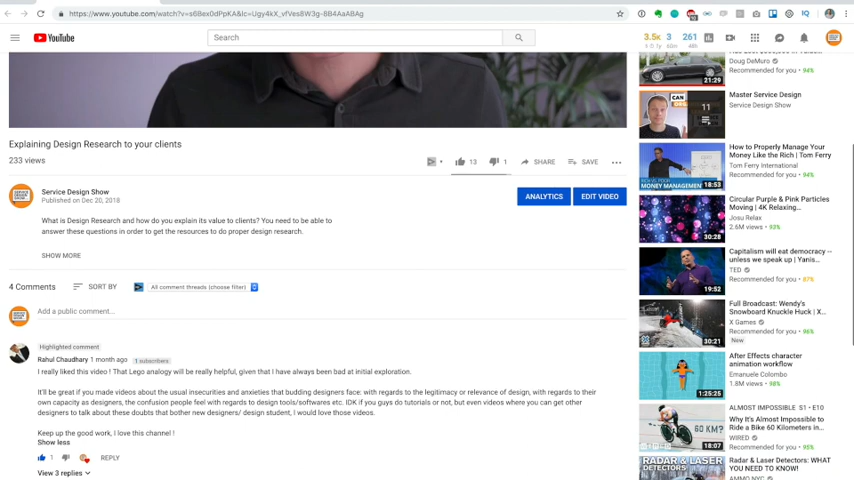 https://www.youtube.com/watch?v=s6Bex0dPpKA&lc=Ugy4kX_vfVes8W3g-8B4AaABAg
YouTube
Search
3.5k 3 261
60m 48h
Explaining Design Research to your clients
233 views
13 1 SHARE SAVE
Service Design Show
Published on Dec 20, 2018
ANALYTICS EDIT VIDEO
What is Design Research and how do you explain its value to clients? You need to be able to
answer these questions in order to get the resources to do proper design research.
SHOW MORE
4 Comments SORT BY All comment threads (choose filter)
Add a public comment...
Highlighted comment
Rahul Chaudhary 1 month ago 1 subscribers
I really liked this video ! That Lego analogy will be really helpful, given that I have always been bad at initial exploration.
It'll be great if you made videos about the usual insecurities and anxieties that budding designers face: with regards to the legitimacy or relevance of design, with regards to their
own capacity as designers, the confusion people feel with regards to design tools/softwares etc. IDK if you guys do tutorials or not, but even videos where you can get other
designers to talk about these doubts that bother new designers/ design student, I would love those videos.
Keep up the good work, I love this channel !
Show less
1 REPLY
View 3 replies
Doug DeMuro
Recommended for you • 94%
21:29
Master Service Design
Service Design Show
CAN
11
How to Properly Manage Your
Money Like the Rich | Tom Ferry
Tom Ferry International
Recommended for you • 94%
MONEY MANAGEMENT
18:53
Circular Purple & Pink Particles
Moving | 4K Relaxing...
Josu Relax
2.6M views • 93%
30:28
Capitalism will eat democracy --
unless we speak up | Yanis...
TED
Recommended for you • 87%
19:52
Full Broadcast: Wendy's
Snowboard Knuckle Huck | X...
X Games
Recommended for you • 96%
New
30:21
After Effects character
animation workflow
Emanuele Colombo
1.8M views • 98%
1:25:25
ALMOST IMPOSSIBLE S1 • E10
Why It's Almost Impossible to
Ride a Bike 60 Kilometers in...
WIRED
Recommended for you • 95%
60 KM?
18:07
Radar & Laser Detectors: WHAT
YOU NEED TO KNOW!
AMMO NYC
RADAR & LASER
DETECTORS